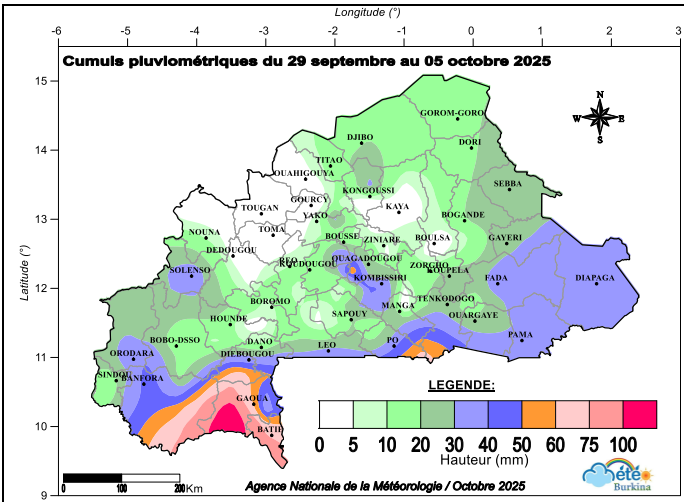 Longitude (°)
-6 -5 -4 -3 -2 -1 0 1 2 3
Cumuls pluviométriques du 29 septembre au 05 octobre 2025
15
GOROM-GORO
N
W E
S
DJIBO
DORI
14
TITAO
OUAHIGOUYA
SEBBA
KONGOUSSI
GOURCY
TOUGAN
KAYA
YAKO
BOGANDE
13
TOMA
NOUNA
BOUSSE
ZINIARE
BOULSA
GAYERI
DEDOUGOU
OUAGADOUGOU
REO
KOUDOUGOU
ZORGHO
KOUPELA
SOLENSO
KOMBISSIRI
FADA
DIAPAGA
12
Latitude (°)
BOROMO
TENKODOGO
MANGA
HOUNDE
SAPOUY
OUARGAYE
BOBO-DSSO
DANO
LEO
PO
PAMA
11
ORODARA
DIEBOUGOU
SINDOU
BANFORA
LEGENDE:
GAOUA
10
BATIE
0 5 10 20 30 40 50 60 75 100
Hauteur (mm)
0 100 200 Km
Agence Nationale de la Météorologie / Octobre 2025
Météo
Burkina
9